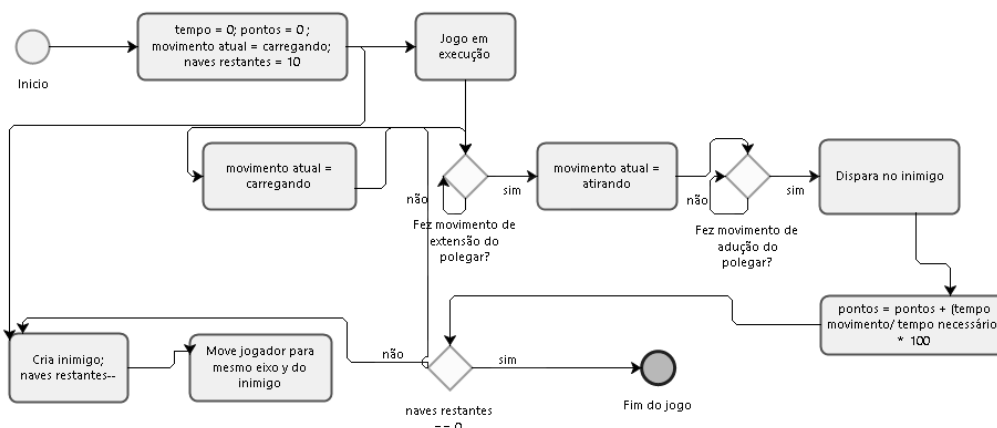 tempo = 0; pontos = 0 ;
movimento atual = carregando;
naves restantes = 10
Jogo em
execução
Inicio
movimento atual =
carregando
não
sim
Fez movimento de
extensão do
polegar?
movimento atual =
atirando
não
sim
Fez movimento de
adução do
polegar?
Dispara no inimigo
pontos = pontos + (tempo
movimento/ tempo necessário
* 100
Cria inimigo;
naves restantes--
Move jogador para
mesmo eixo y do
inimigo
não
sim
naves restantes
== 0
Fim do jogo